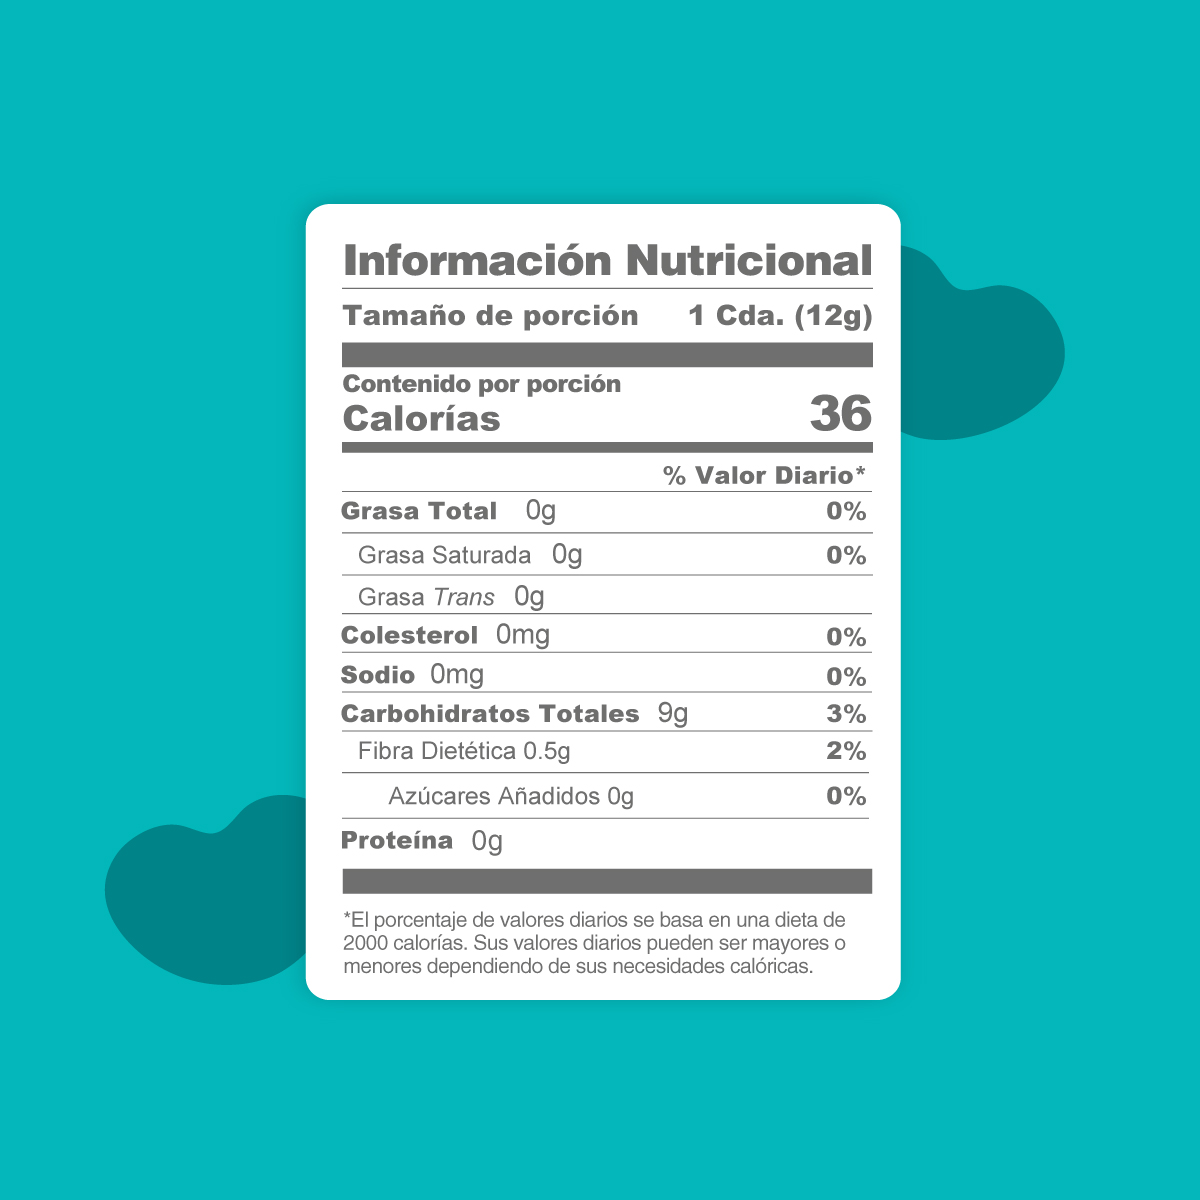 Información Nutricional
Tamaño de porción 1 Cda. (12g)
Contenido por porción
Calorías 36
% Valor Diario*
Grasa Total 0g 0%
Grasa Saturada 0g 0%
Grasa Trans 0g
Colesterol 0mg 0%
Sodio 0mg 0%
Carbohidratos Totales 9g 3%
Fibra Dietética 0.5g 2%
Azúcares Añadidos 0g 0%
Proteína 0g
*El porcentaje de valores diarios se basa en una dieta de
2000 calorías. Sus valores diarios pueden ser mayores o
menores dependiendo de sus necesidades calóricas.